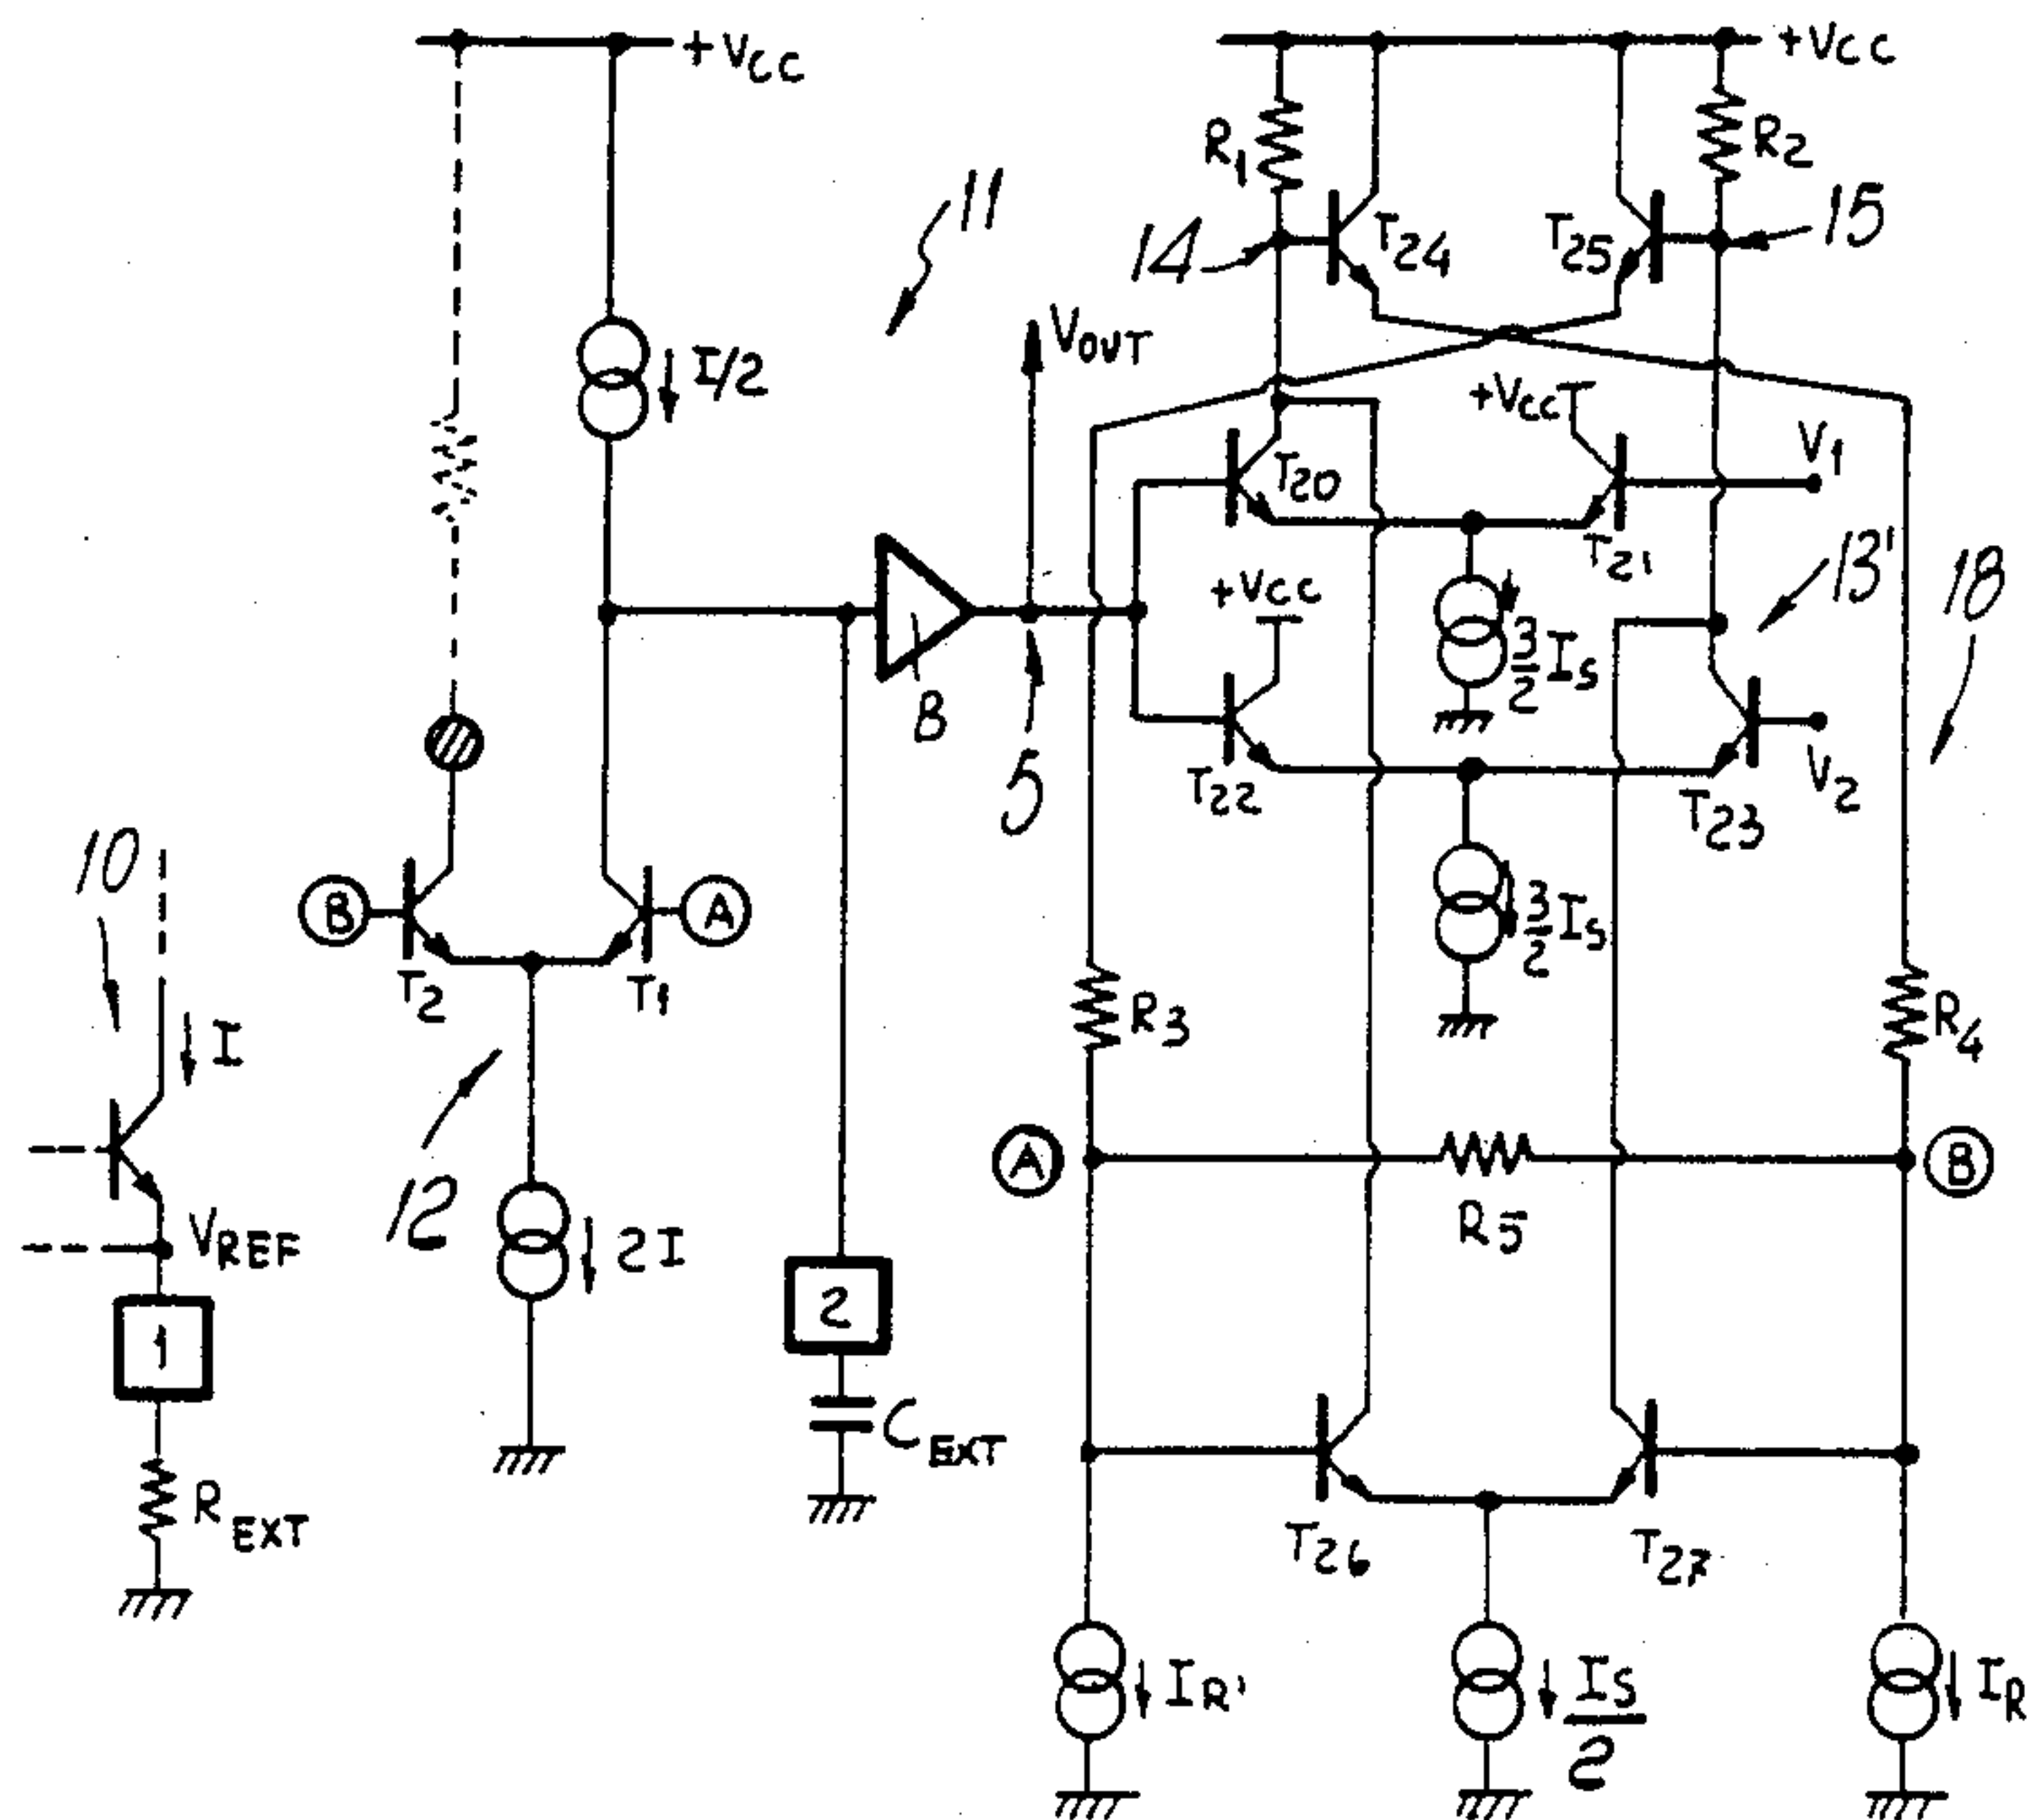 +VCC
+VCC
R1
R2
11
14
T24
T25
15
I/2
VOUT
+VCC
V1
T20
T21
13'
18
+VCC
3/2 IS
B
5
T22
V2
T23
10
B
A
3/2 IS
T2
T1
R3
R4
I
12
A
B
VREF
2I
R5
1
2
CEXT
REXT
T26
T27
IR'
IS/2
IR